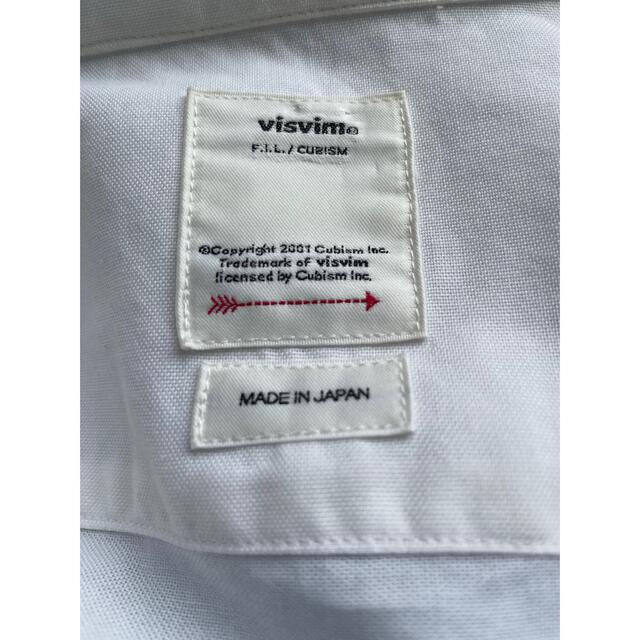 visvim®
F.I.L./CUBISM
©Copyright 2001 Cubism Inc.
Trademark of visvim
licensed by Cubism Inc.
MADE IN JAPAN